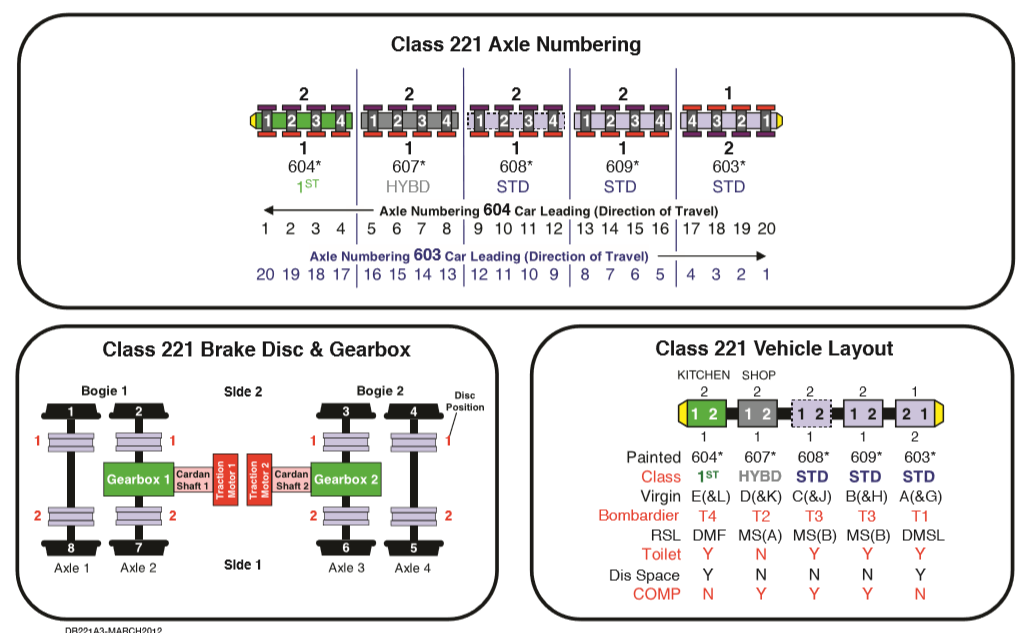 Class 221 Axle Numbering
2 2 2 2 1
1 2 3 4 1 2 3 4 1 2 3 4 1 2 3 4 4 3 2 1
1 1 1 1 2
604* 607* 608* 609* 603*
1ST HYBD STD STD STD
Axle Numbering 604 Car Leading (Direction of Travel)
1 2 3 4 5 6 7 8 9 10 11 12 13 14 15 16 17 18 19 20
Axle Numbering 603 Car Leading (Direction of Travel)
20 19 18 17 16 15 14 13 12 11 10 9 8 7 6 5 4 3 2 1
Class 221 Brake Disc & Gearbox
Bogie 1 Side 2 Bogie 2
Disc
Position
1 2 3 4
1 1 1 1
Gearbox 1
Cardan
Shaft 1
Traction
Motor 1
Traction
Motor 2
Cardan
Shaft 2
Gearbox 2
2 2 2 2
8 7 6 5
Axle 1 Axle 2 Side 1 Axle 3 Axle 4
Class 221 Vehicle Layout
KITCHEN SHOP
2 2 2 2 1
1 2 1 2 1 2 1 2 2 1
1 1 1 1 2
Painted 604* 607* 608* 609* 603*
Class 1ST HYBD STD STD STD
Virgin E(&L) D(&K) C(&J) B(&H) A(&G)
Bombardier T4 T2 T3 T3 T1
RSL DMF MS(A) MS(B) MS(B) DMSL
Toilet Y N Y Y Y
Dis Space Y N N N Y
COMP N Y Y Y N
DB221A3-MARCH2012